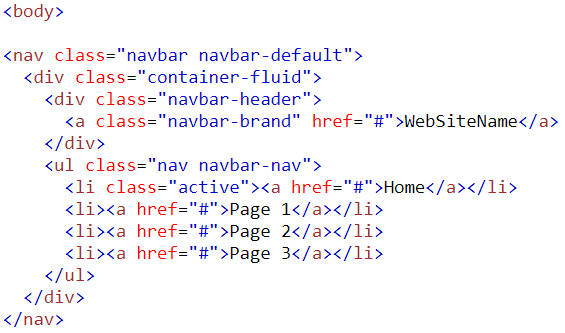 <body>
<nav class="navbar navbar-default">
<div class="container-fluid">
<div class="navbar-header">
<a class="navbar-brand" href="#">WebSiteName</a>
</div>
<ul class="nav navbar-nav">
<li class="active"><a href="#">Home</a></li>
<li><a href="#">Page 1</a></li>
<li><a href="#">Page 2</a></li>
<li><a href="#">Page 3</a></li>
</ul>
</div>
</nav>